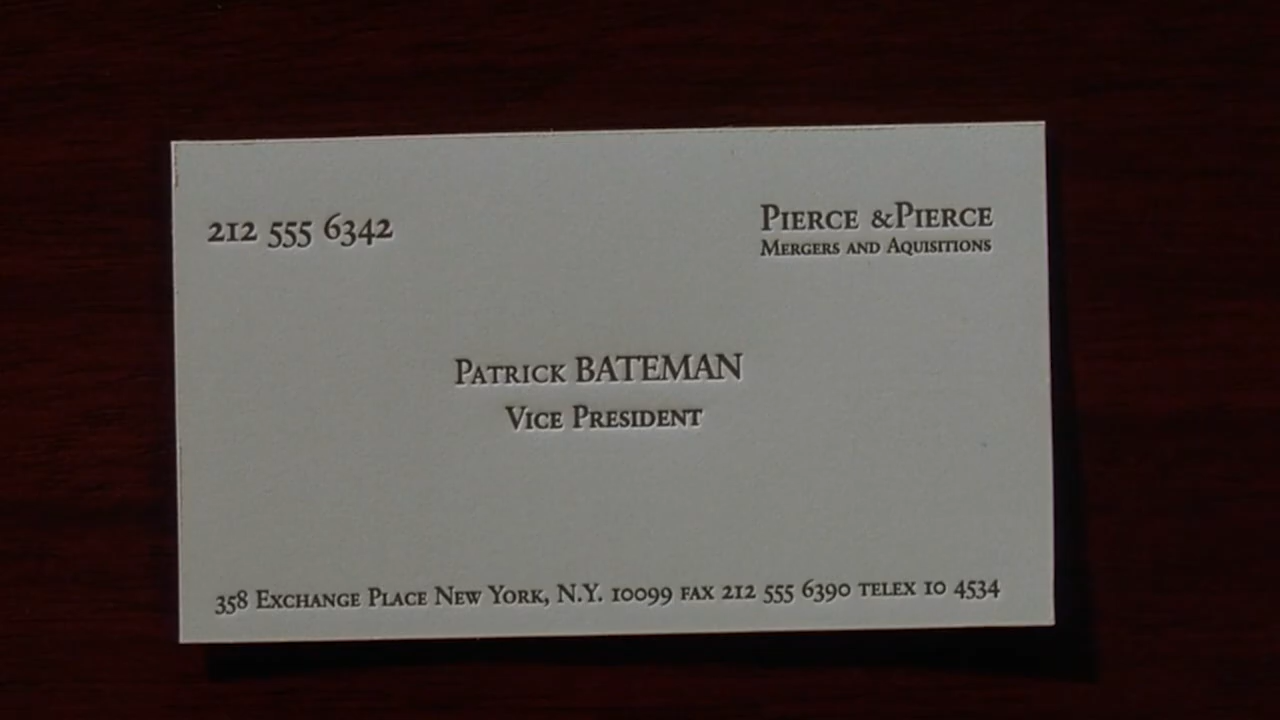 212 555 6342
Pierce &Pierce
Mergers and Aquisitions
Patrick BATEMAN
Vice President
358 Exchange Place New York, N.Y. 10099 fax 212 555 6390 telex 10 4534